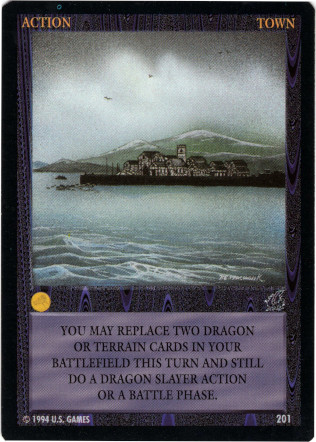 ACTION TOWN
YOU MAY REPLACE TWO DRAGON
OR TERRAIN CARDS IN YOUR
BATTLEFIELD THIS TURN AND STILL
DO A DRAGON SLAYER ACTION
OR A BATTLE PHASE.
© 1994 U.S. GAMES 201